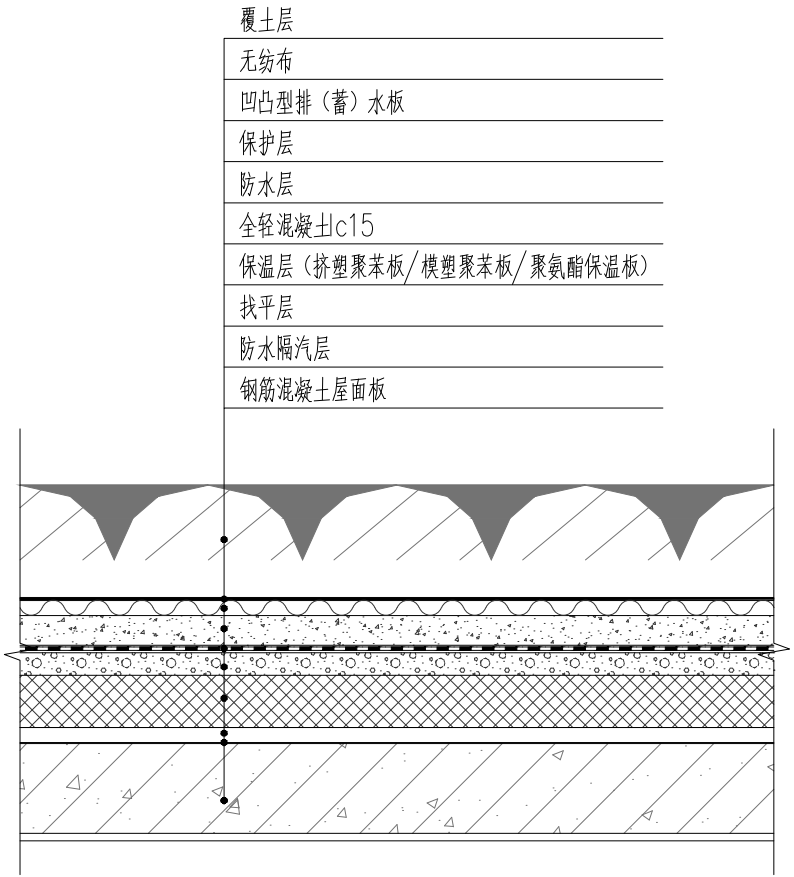 覆土层
无纺布
凹凸型排（蓄）水板
保护层
防水层
全轻混凝土c15
保温层（挤塑聚苯板/模塑聚苯板/聚氨酯保温板）
找平层
防水隔汽层
钢筋混凝土屋面板